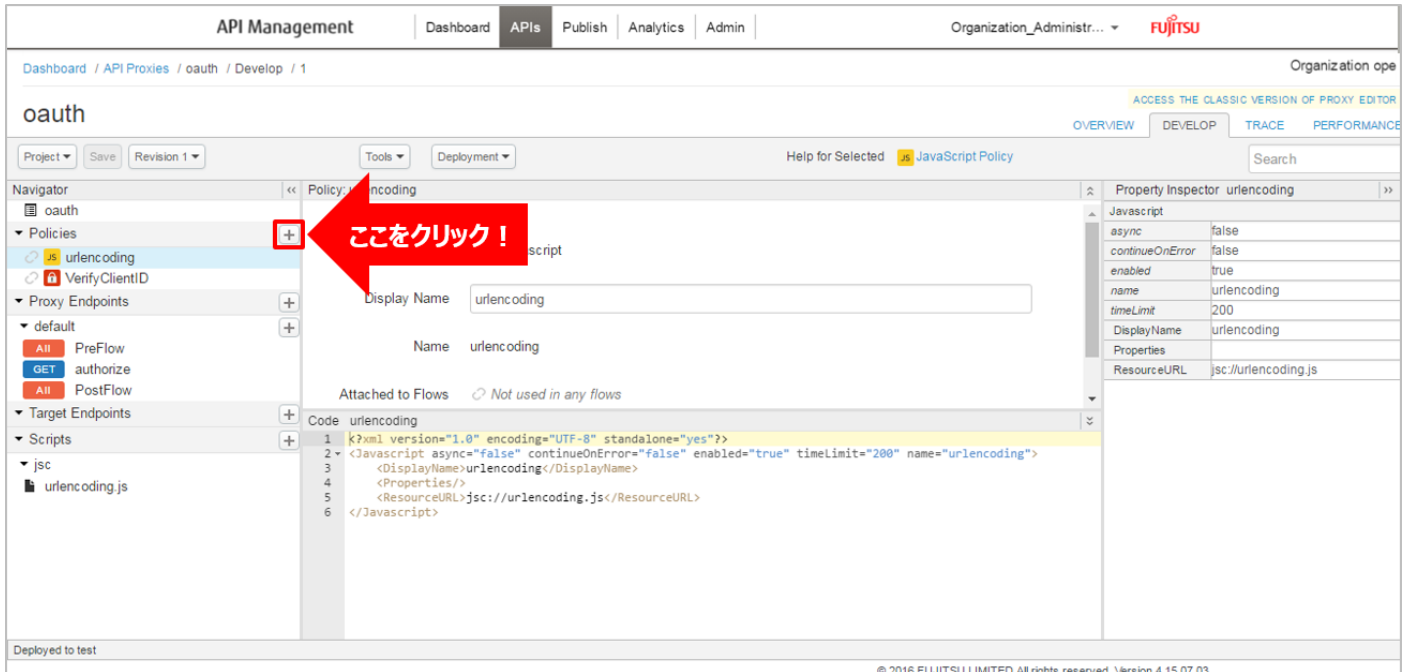 API Management
Dashboard APIs Publish Analytics Admin
Organization_Administr...
FUJITSU
Dashboard / API Proxies / oauth / Develop / 1
Organization ope
ACCESS THE CLASSIC VERSION OF PROXY EDITOR
oauth
OVERVIEW DEVELOP TRACE PERFORMANCE
Project Save Revision 1 Tools Deployment Help for Selected JS JavaScript Policy Search
Navigator
oauth
Policies
JS urlencoding
VerifyClientID
Proxy Endpoints
default
All PreFlow
GET authorize
All PostFlow
Target Endpoints
Scripts
jsc
urlencoding.js
ここをクリック！
Display Name urlencoding
Name urlencoding
Attached to Flows Not used in any flows
Code urlencoding
1 <?xml version="1.0" encoding="UTF-8" standalone="yes"?>
2 <Javascript async="false" continueOnError="false" enabled="true" timeLimit="200" name="urlencoding">
3 <DisplayName>urlencoding</DisplayName>
4 <Properties/>
5 <ResourceURL>jsc://urlencoding.js</ResourceURL>
6 </Javascript>
Property Inspector urlencoding
Javascript
async false
continueOnError false
enabled true
name urlencoding
timeLimit 200
DisplayName urlencoding
Properties
ResourceURL jsc://urlencoding.js
Deployed to test
© 2016 FUJITSU LIMITED All rights reserved. Version 4.15.07.03